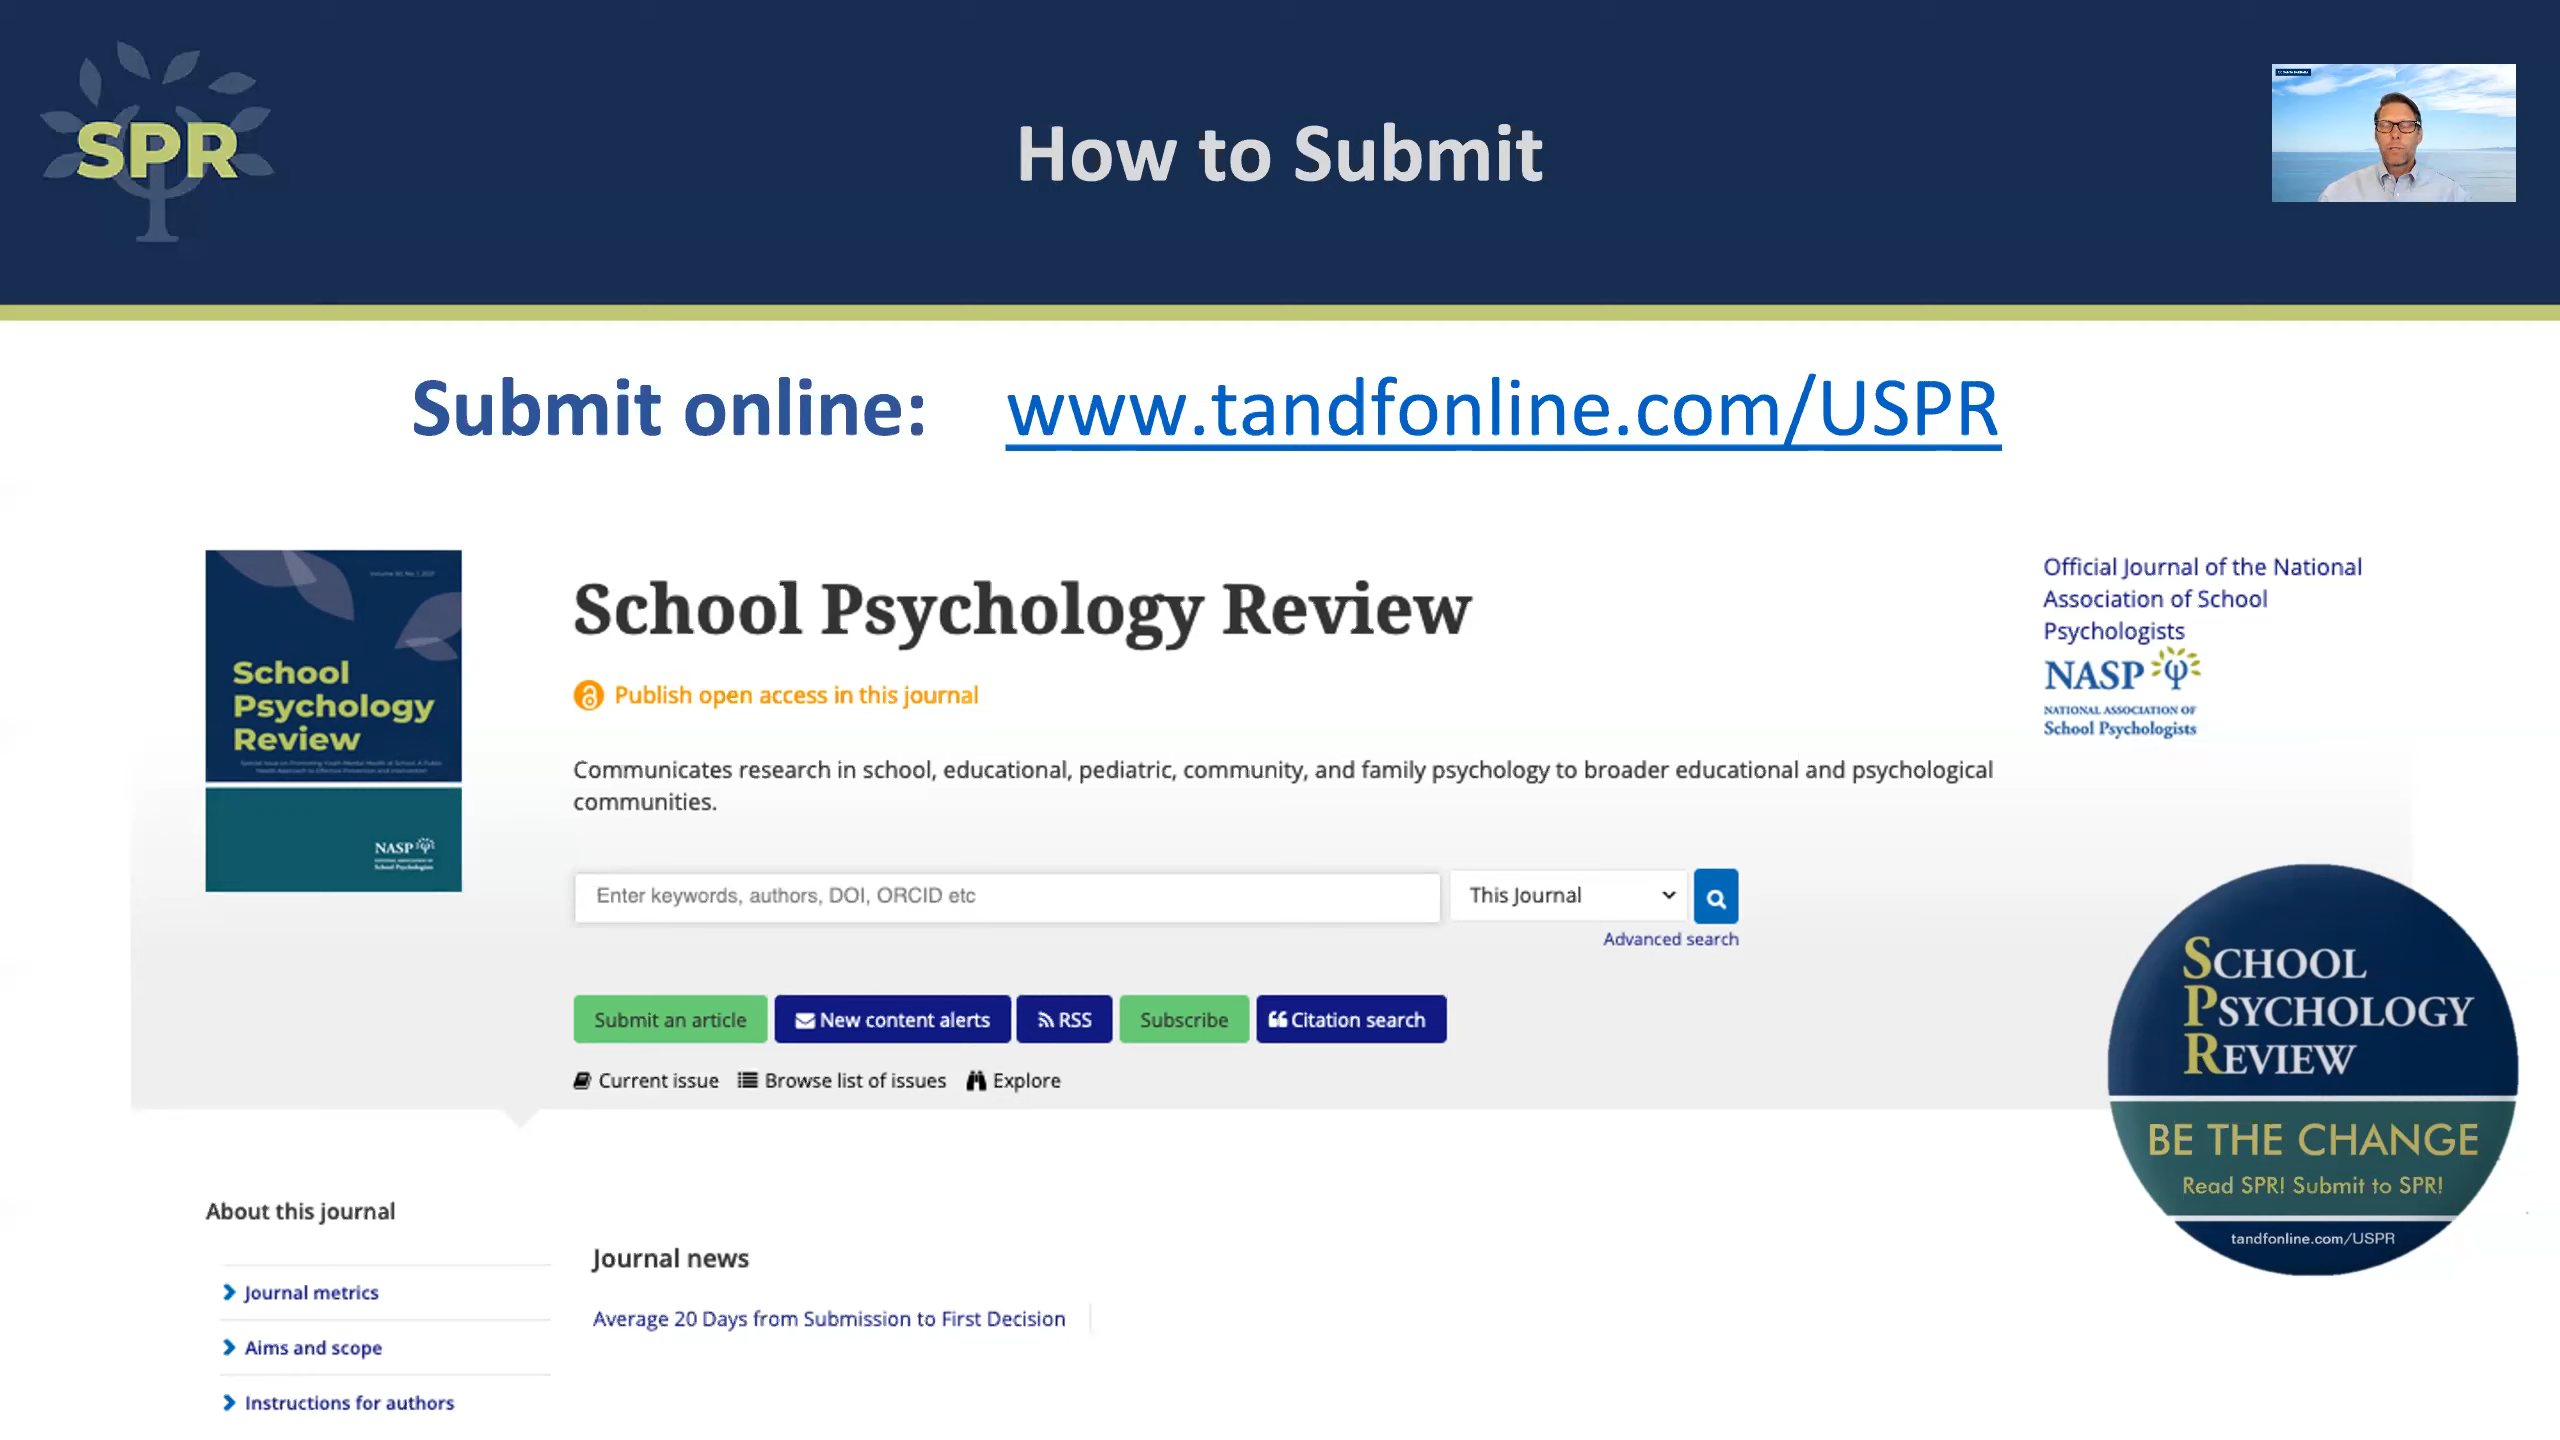 SPR
How to Submit
Submit online: www.tandfonline.com/USPR
School
Psychology
Review
NASP
School Psychologists
School Psychology Review
Publish open access in this journal
Communicates research in school, educational, pediatric, community, and family psychology to broader educational and psychological
communities.
Enter keywords, authors, DOI, ORCID etc
This Journal
Advanced search
Submit an article
New content alerts
RSS
Subscribe
Citation search
Current issue
Browse list of issues
Explore
Official Journal of the National
Association of School
Psychologists
NASP
NATIONAL ASSOCIATION OF
School Psychologists
SCHOOL
PSYCHOLOGY
REVIEW
BE THE CHANGE
Read SPR! Submit to SPR!
tandfonline.com/USPR
About this journal
Journal metrics
Aims and scope
Instructions for authors
Journal news
Average 20 Days from Submission to First Decision